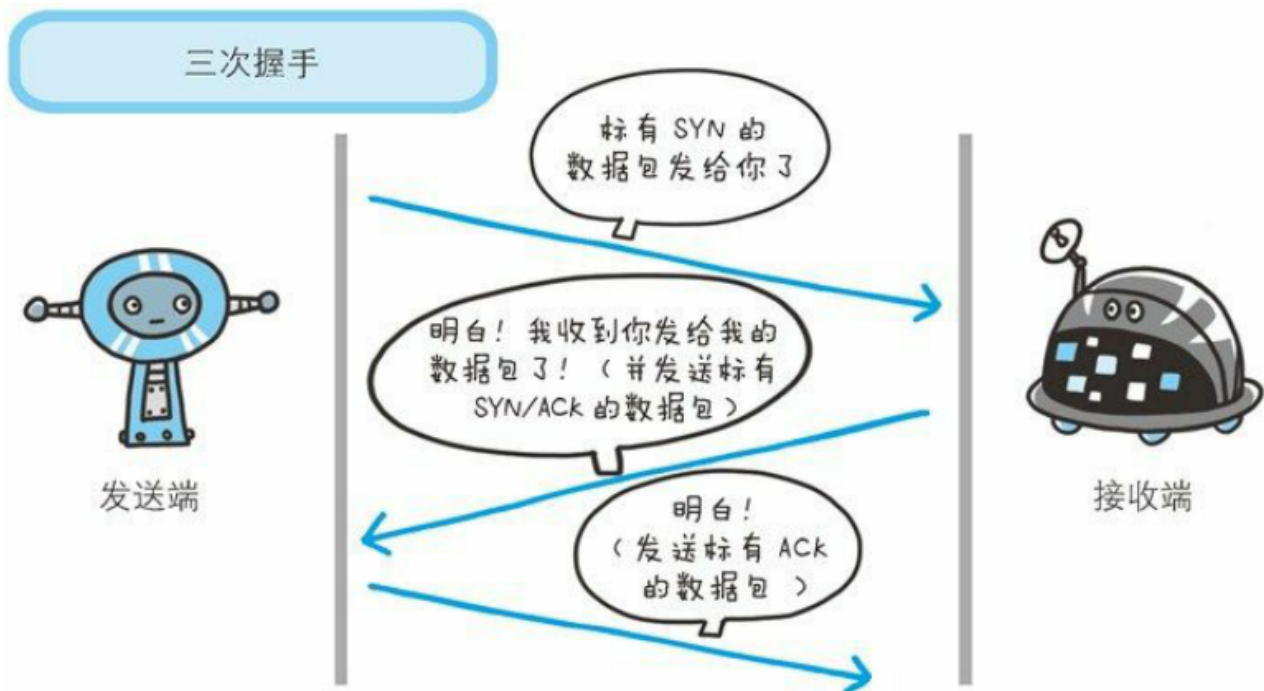 三次握手
标有 SYN 的
数据包发给你了
明白！我收到你发给我的
数据包了！（并发送标有
SYN/ACK 的数据包）
发送端
接收端
明白！
（发送标有 ACK
的数据包）